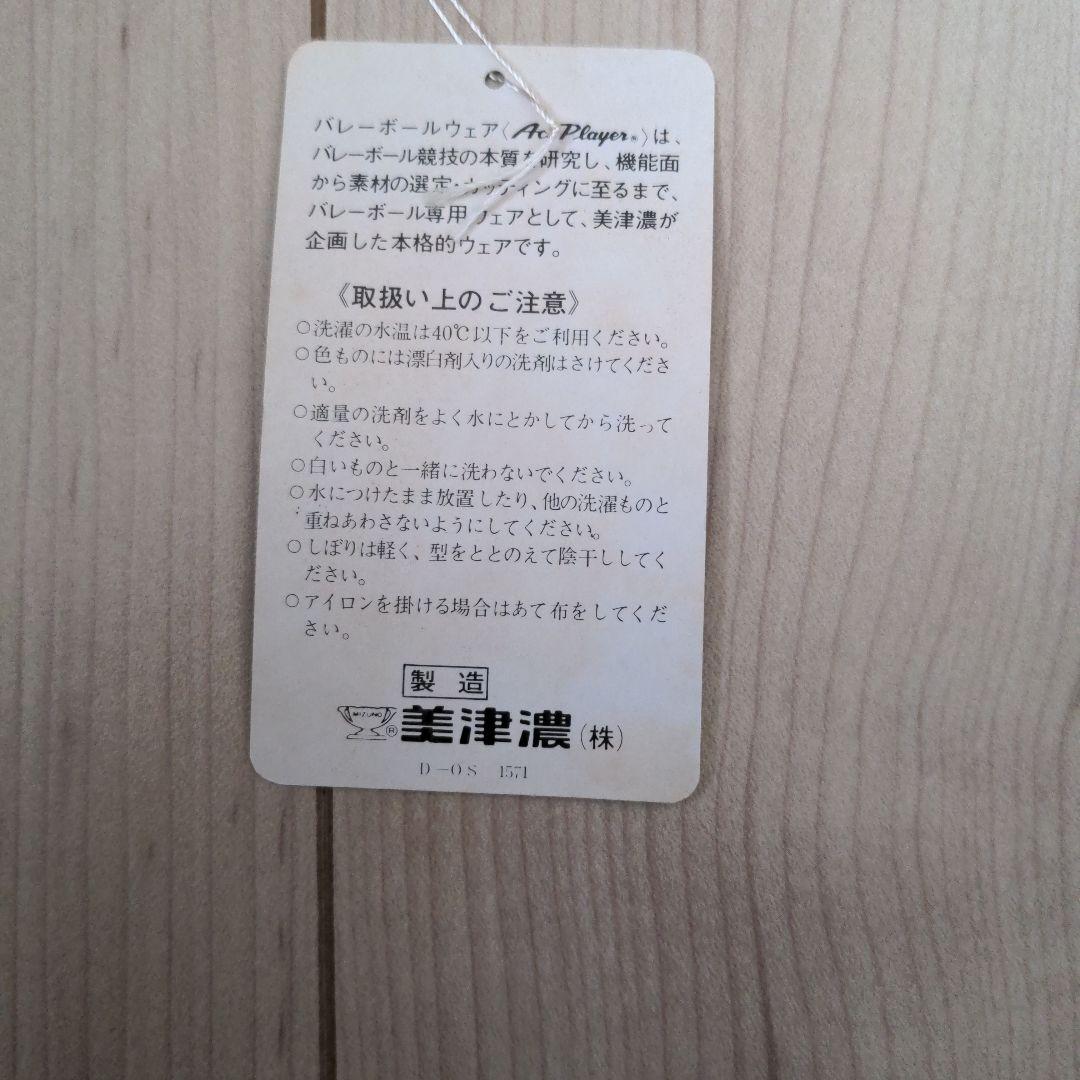 バレーボールウェア〈Ac Player®〉は、
バレーボール競技の本質を研究し、機能面
から素材の選定・カッティングに至るまで、
バレーボール専用ウェアとして、美津濃が
企画した本格的ウェアです。
《取扱い上のご注意》
○洗濯の水温は40℃以下をご利用ください。
○色ものには漂白剤入りの洗剤はさけてくださ
い。
○適量の洗剤をよく水にとかしてから洗って
ください。
○白いものと一緒に洗わないでください。
○水につけたまま放置したり、他の洗濯ものと
重ねあわさないようにしてください。
○しぼりは軽く、型をととのえて陰干ししてく
ださい。
○アイロンを掛ける場合はあて布をしてくだ
さい。
製造
MIZUNO ® 美津濃(株)
D-OS 1571